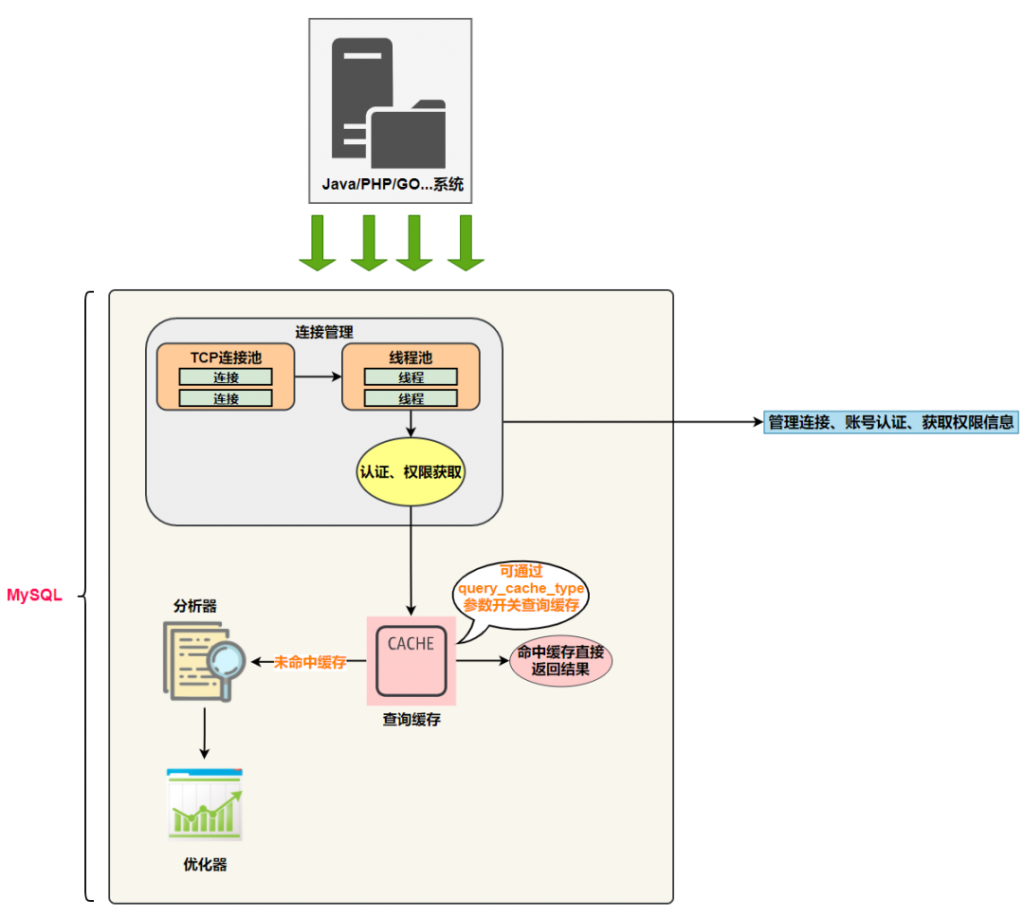 Java/PHP/GO...系统
连接管理
TCP连接池
连接
连接
线程池
线程
线程
认证、权限获取
管理连接、账号认证、获取权限信息
MySQL
可通过
query_cache_type
参数开关查询缓存
分析器
未命中缓存
CACHE
查询缓存
命中缓存直接
返回结果
优化器